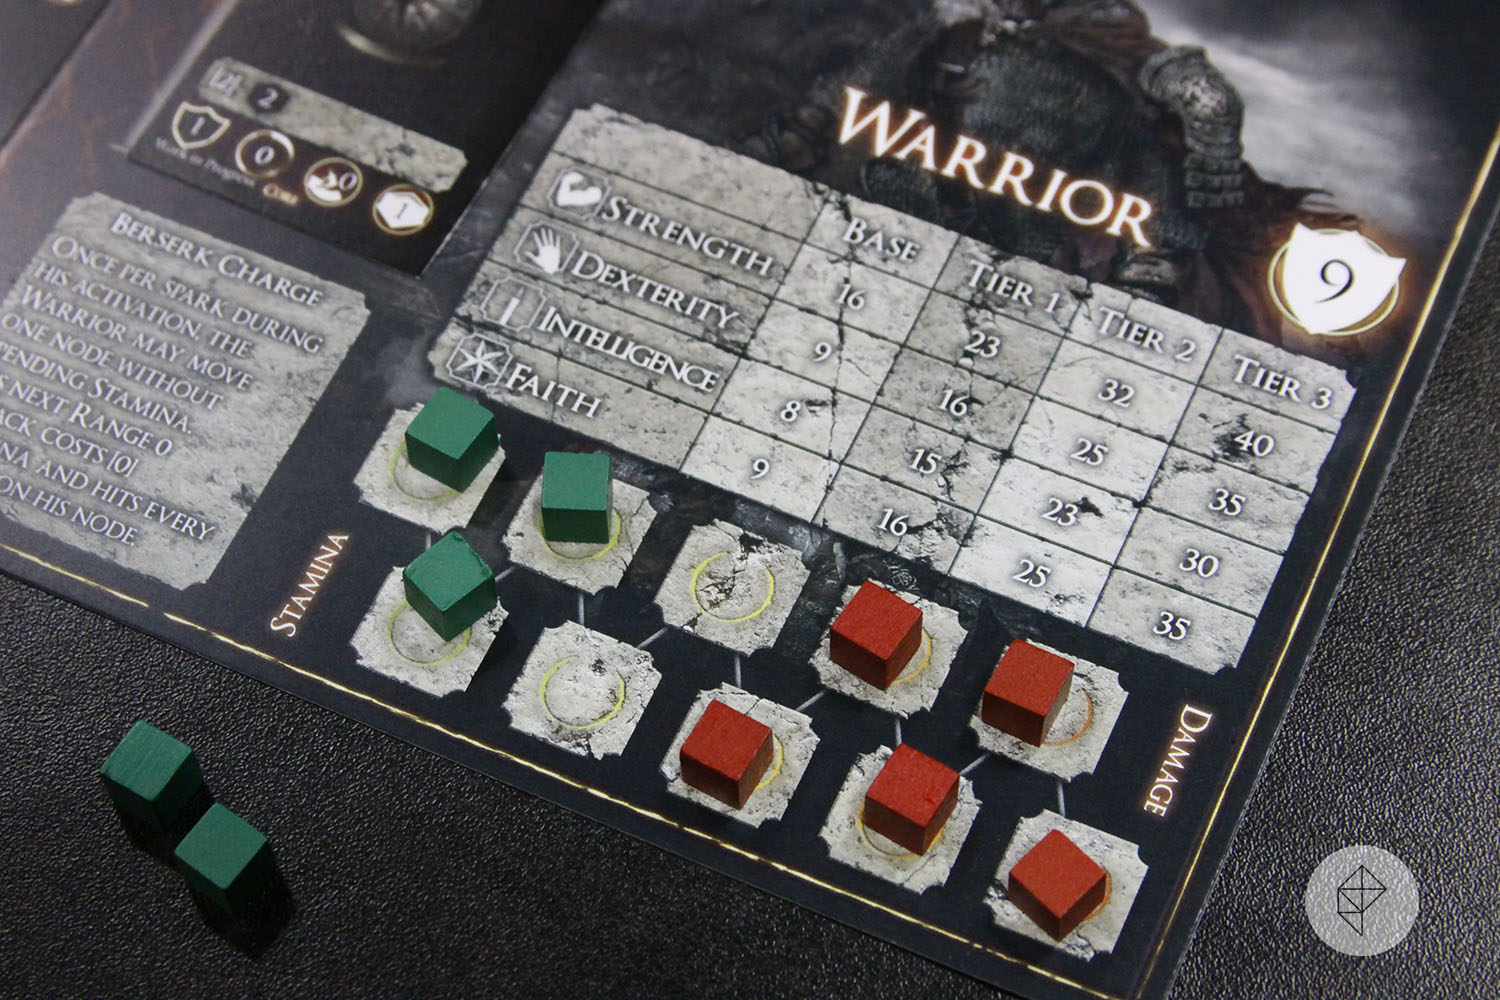 2
1
0
0
1
Work in Progress
BERSERK CHARGE
ONCE PER SPARK DURING
HIS ACTIVATION, THE
WARRIOR MAY MOVE
ONE NODE WITHOUT
PENDING STAMINA.
S NEXT RANGE 0
ACK COSTS [0]
NA AND HITS EVERY
ON HIS NODE.
WARRIOR
9
BASE TIER 1 TIER 2 TIER 3
STRENGTH 16 23 32 40
DEXTERITY 9 16 25 35
INTELLIGENCE 8 15 23 30
FAITH 9 16 25 35
STAMINA
DAMAGE